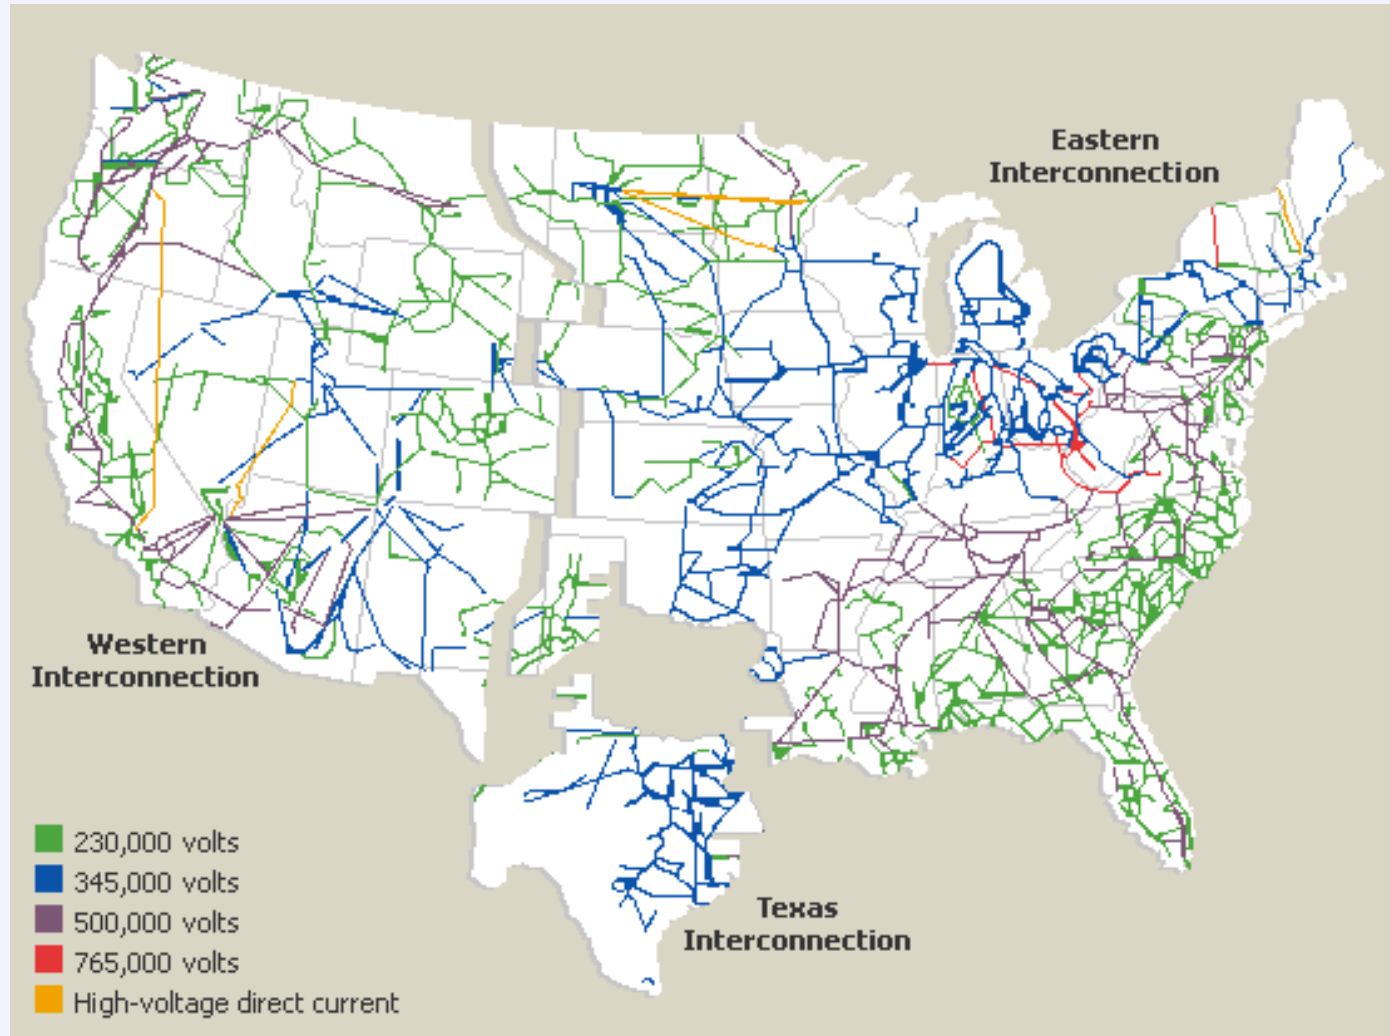 Eastern
Interconnection
Western
Interconnection
Texas
Interconnection
230,000 volts
345,000 volts
500,000 volts
765,000 volts
High-voltage direct current